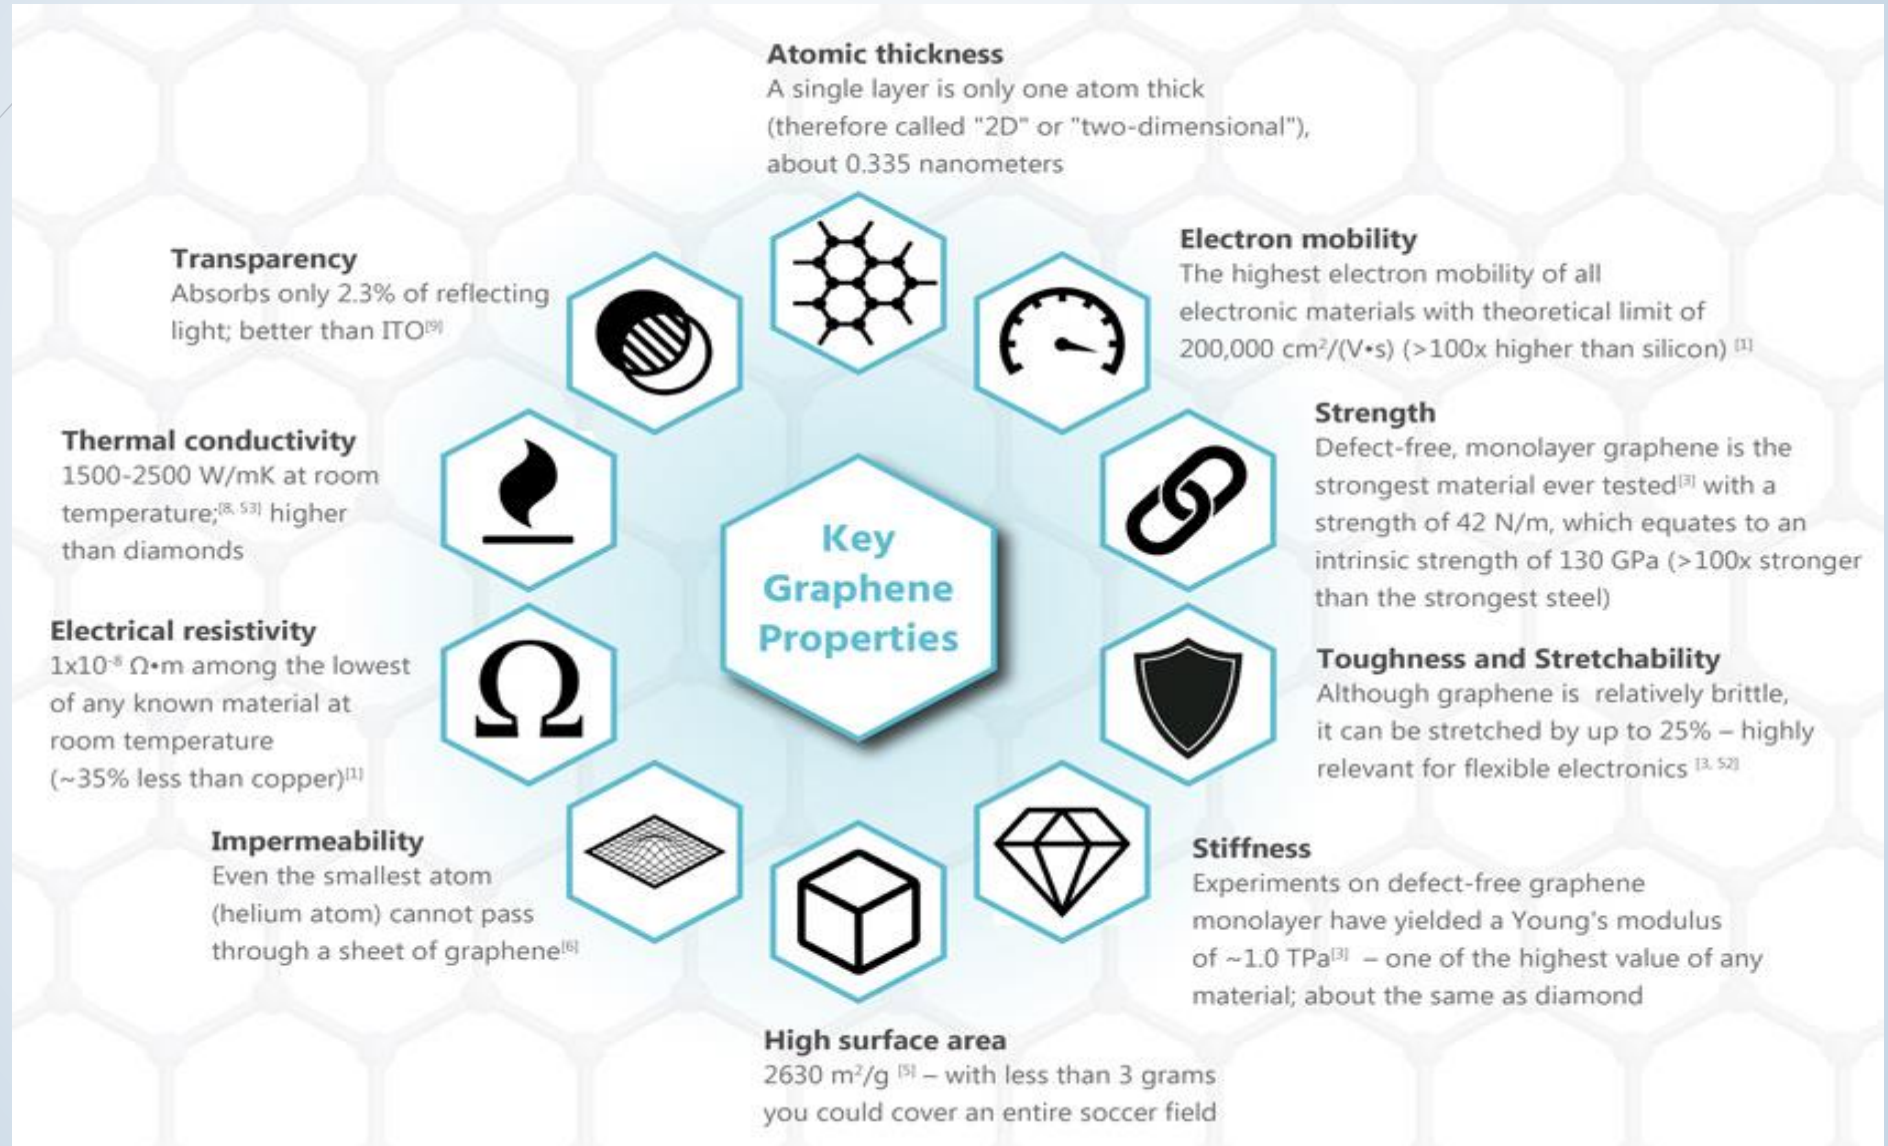 Atomic thickness
A single layer is only one atom thick
(therefore called "2D" or "two-dimensional"),
about 0.335 nanometers
Electron mobility
The highest electron mobility of all
electronic materials with theoretical limit of
200,000 cm²/(V•s) (>100x higher than silicon) [1]
Strength
Defect-free, monolayer graphene is the
strongest material ever tested[3] with a
strength of 42 N/m, which equates to an
intrinsic strength of 130 GPa (>100x stronger
than the strongest steel)
Toughness and Stretchability
Although graphene is relatively brittle,
it can be stretched by up to 25% – highly
relevant for flexible electronics [3, 52]
Stiffness
Experiments on defect-free graphene
monolayer have yielded a Young's modulus
of ~1.0 TPa[3] – one of the highest value of any
material; about the same as diamond
High surface area
2630 m²/g [5] – with less than 3 grams
you could cover an entire soccer field
Impermeability
Even the smallest atom
(helium atom) cannot pass
through a sheet of graphene[6]
Electrical resistivity
1x10⁻⁸ Ω•m among the lowest
of any known material at
room temperature
(~35% less than copper)[1]
Thermal conductivity
1500-2500 W/mK at room
temperature;[8, 53] higher
than diamonds
Transparency
Absorbs only 2.3% of reflecting
light; better than ITO[9]
Key
Graphene
Properties
Ω